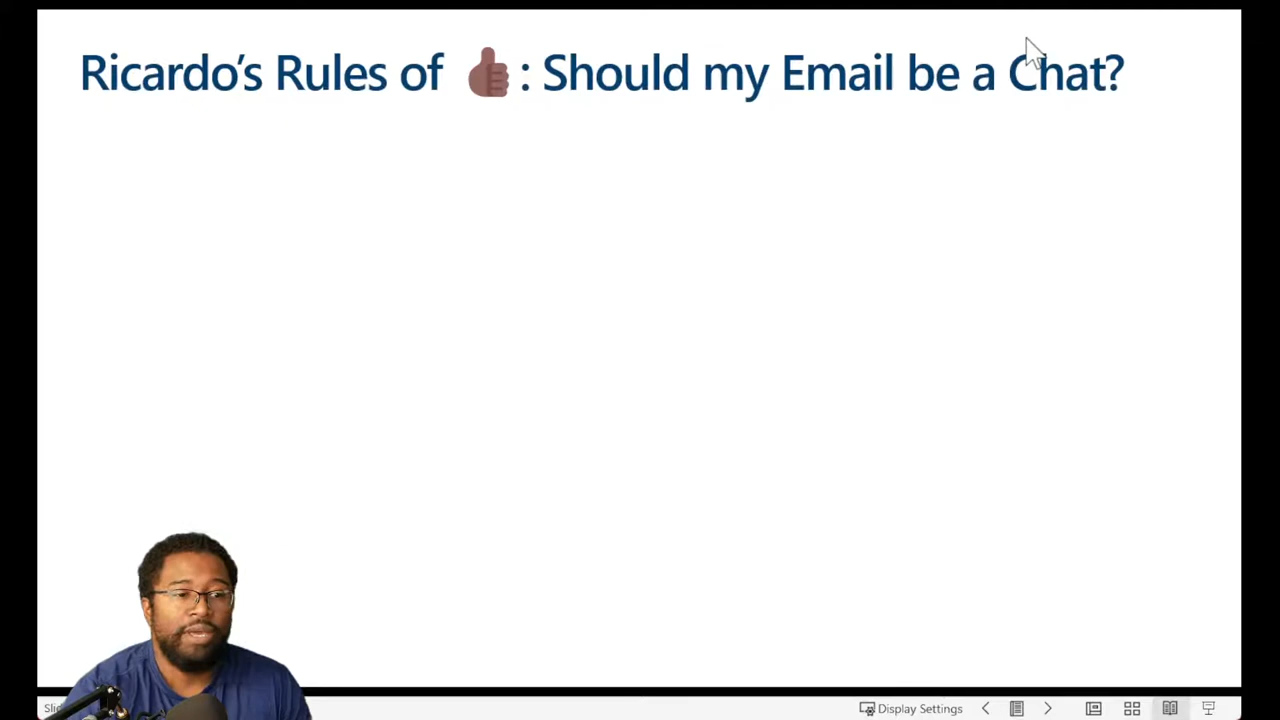 Ricardo's Rules of 👍🏾: Should my Email be a Chat?
Display Settings